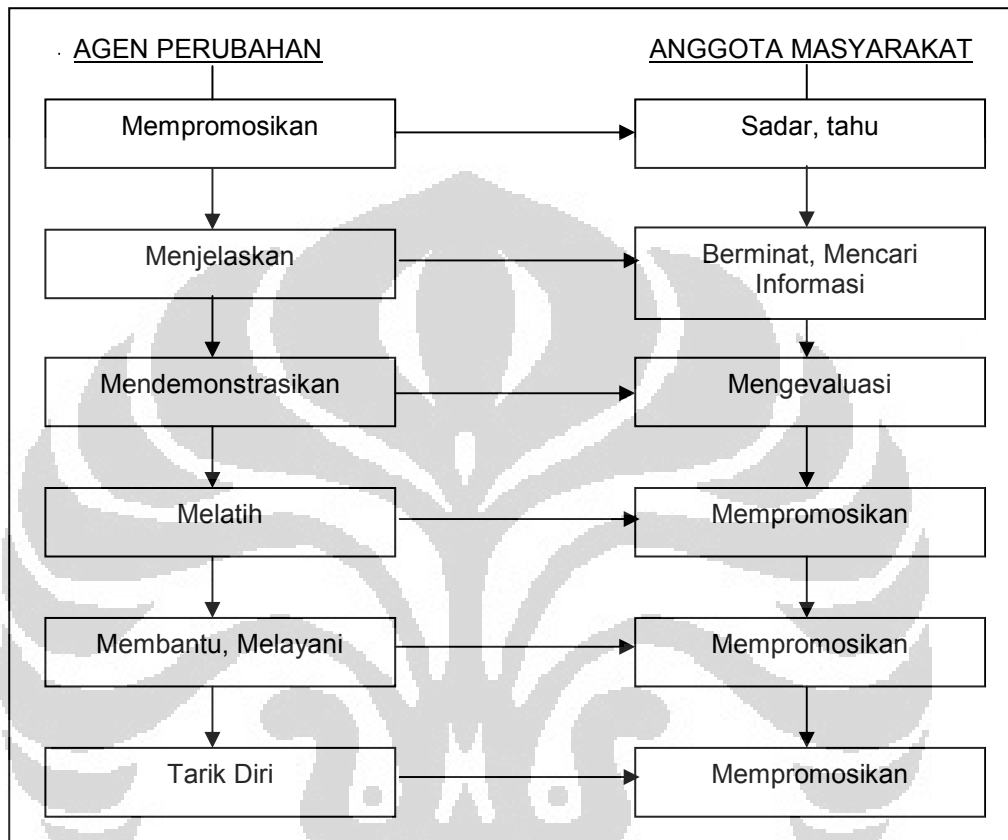 AGEN PERUBAHAN
ANGGOTA MASYARAKAT
Mempromosikan
Sadar, tahu
Menjelaskan
Berminat, Mencari
Informasi
Mendemonstrasikan
Mengevaluasi
Melatih
Mempromosikan
Membantu, Melayani
Mempromosikan
Tarik Diri
Mempromosikan